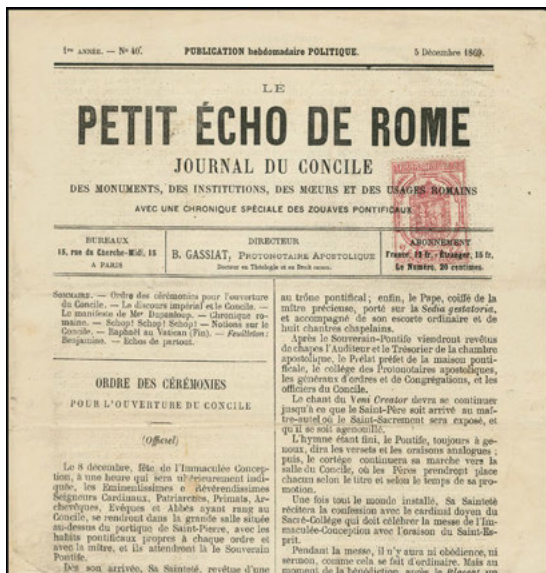 1re ANNÉE. — No 40.
PUBLICATION hebdomadaire POLITIQUE.
5 Décembre 1869.
LE
PETIT ÉCHO DE ROME
JOURNAL DU CONCILE
DES MONUMENTS, DES INSTITUTIONS, DES MŒURS ET DES USAGES ROMAINS
AVEC UNE CHRONIQUE SPÉCIALE DES ZOUAVES PONTIFICAUX
BUREAUX
15, rue du Cherche-Midi, 15
A PARIS
DIRECTEUR
B. GASSIAT, PROTONOTAIRE APOSTOLIQUE
Docteur en Théologie et en Droit canon.
ABONNEMENT
France, 12 fr. - Étranger, 15 fr.
Le Numéro, 20 centimes.
SOMMAIRE. — Ordre des cérémonies pour l'ouverture
du Concile. — Le discours impérial et le Concile. —
Le manifeste de Mgr Dupanloup. — Chronique ro-
maine. — Schop! Schop! Schop! — Notions sur le
Concile. — Raphaël au Vatican (Fin). — Feuilleton:
Benjamine. — Echos de partout.
ORDRE DES CÉRÉMONIES
POUR L'OUVERTURE DU CONCILE
(Officiel)
Le 8 décembre, fête de l'Immaculée Concep-
tion, à une heure qui sera ultérieurement indi-
quée, les Eminentissimes et Révérendissimes
Seigneurs Cardinaux, Patriarches, Primats, Ar-
chevêques, Evêques et Abbés ayant rang au
Concile, se rendront dans la grande salle située
au-dessus du portique de Saint-Pierre, avec les
habits pontificaux propres à chaque ordre et
avec la mitre, et ils attendront là le Souverain
Pontife.
Dès son arrivée, Sa Sainteté, revêtue d'une
au trône pontifical; enfin, le Pape, coiffé de la
mitre précieuse, porté sur la Sedia gestatoria,
et accompagné de son escorte ordinaire et de
huit chantres chapelains.
Après le Souverain-Pontife viendront revêtus
de chapes l'Auditeur et le Trésorier de la chambre
apostolique, le Prélat préfet de la maison ponti-
ficale, le collége des Protonotaires apostoliques,
les généraux d'ordres et de Congrégations, et les
officiers du Concile.
Le chant du Veni Creator devra se continuer
jusqu'à ce que le Saint-Père soit arrivé au maî-
tre-autel où le Saint-Sacrement sera exposé, et
qu'il se soit agenouillé.
L'hymne étant fini, le Pontife, toujours à ge-
noux, dira les versets et les oraisons analogues;
puis, le cortége continuera sa marche vers la
salle du Concile, où les Pères prendront place
chacun selon le titre et selon le temps de sa pro-
motion.
Une fois tout le monde installé, Sa Sainteté
récitera la confession avec le cardinal doyen du
Sacré-Collége qui doit célébrer la messe de l'Im-
maculée-Conception avec l'oraison du Saint-Es-
prit.
Pendant la messe, il n'y aura ni obédience, ni
sermon, comme cela se fait d'ordinaire. Mais au
moment de la bénédiction, après le